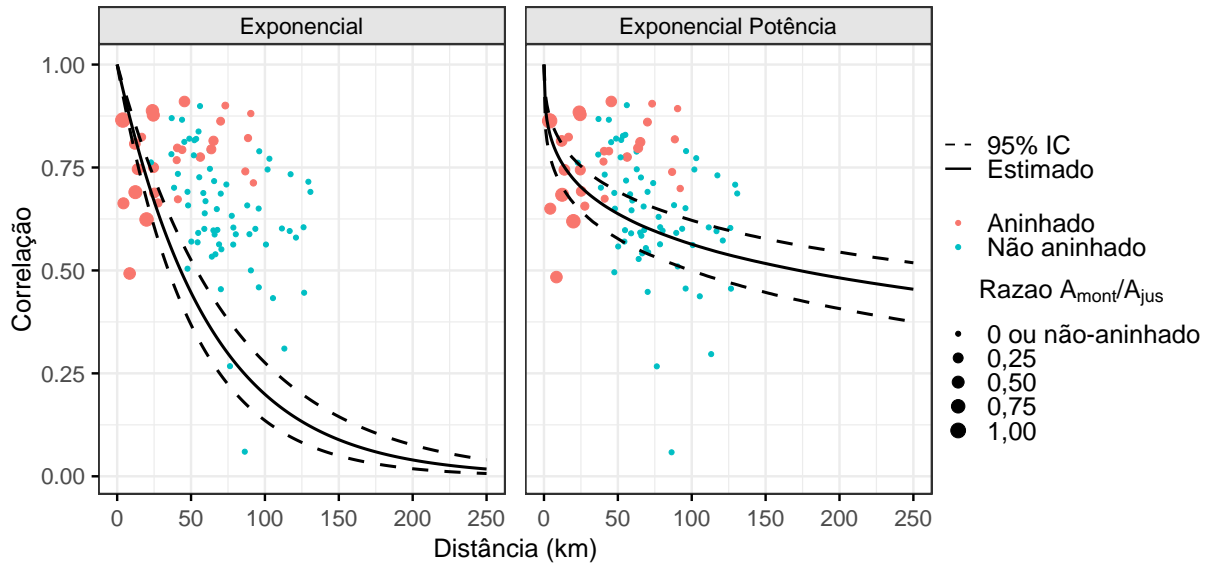 Exponencial
Exponencial Potência
Correlação
1.00
0.75
0.50
0.25
0.00
0 50 100 150 200 250
0 50 100 150 200 250
Distância (km)
95% IC
Estimado
Aninhado
Não aninhado
Razao Amont/Ajus
0 ou não-aninhado
0,25
0,50
0,75
1,00